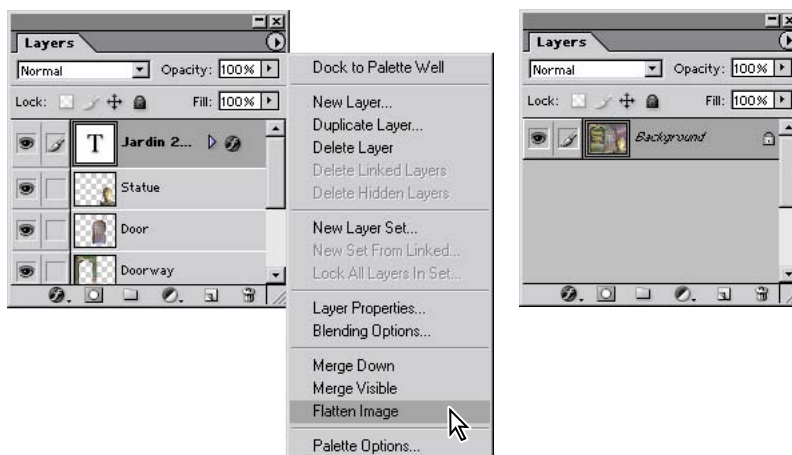 Layers
Normal Opacity: 100%
Lock: Fill: 100%
T Jardin 2...
Statue
Door
Doorway
Dock to Palette Well
New Layer...
Duplicate Layer...
Delete Layer
Delete Linked Layers
Delete Hidden Layers
New Layer Set...
New Set From Linked...
Lock All Layers In Set...
Layer Properties...
Blending Options...
Merge Down
Merge Visible
Flatten Image
Palette Options...
Layers
Normal Opacity: 100%
Lock: Fill: 100%
Background